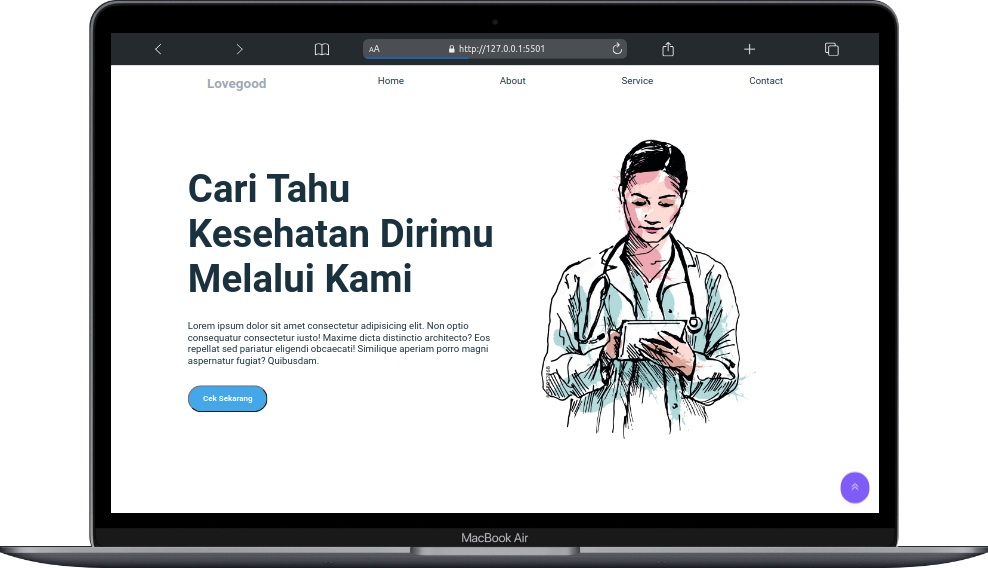 AA http://127.0.0.1:5501
Lovegood Home About Service Contact
Cari Tahu
Kesehatan Dirimu
Melalui Kami
Lorem ipsum dolor sit amet consectetur adipisicing elit. Non optio
consequatur consectetur iusto! Maxime dicta distinctio architecto? Eos
repellat sed pariatur eligendi obcaecati! Similique aperiam porro magni
aspernatur fugiat? Quibusdam.
Cek Sekarang
MacBook Air